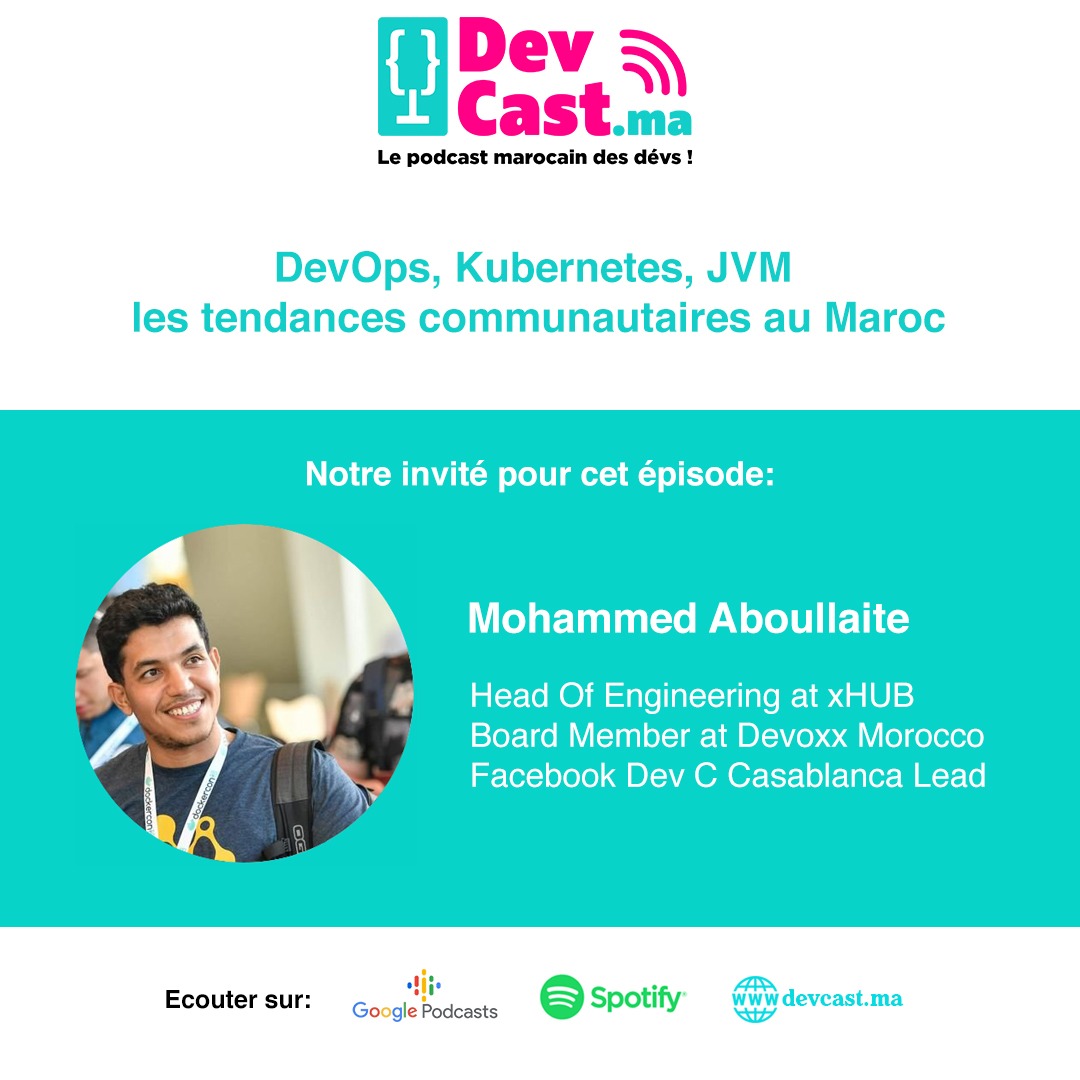 { }
Dev
Cast.ma
Le podcast marocain des dévs !
DevOps, Kubernetes, JVM
les tendances communautaires au Maroc
Notre invité pour cet épisode:
Mohammed Aboullaite
Head Of Engineering at xHUB
Board Member at Devoxx Morocco
Facebook Dev C Casablanca Lead
dockercon
dockercon
Ecouter sur:
Google Podcasts
Spotify
www devcast.ma